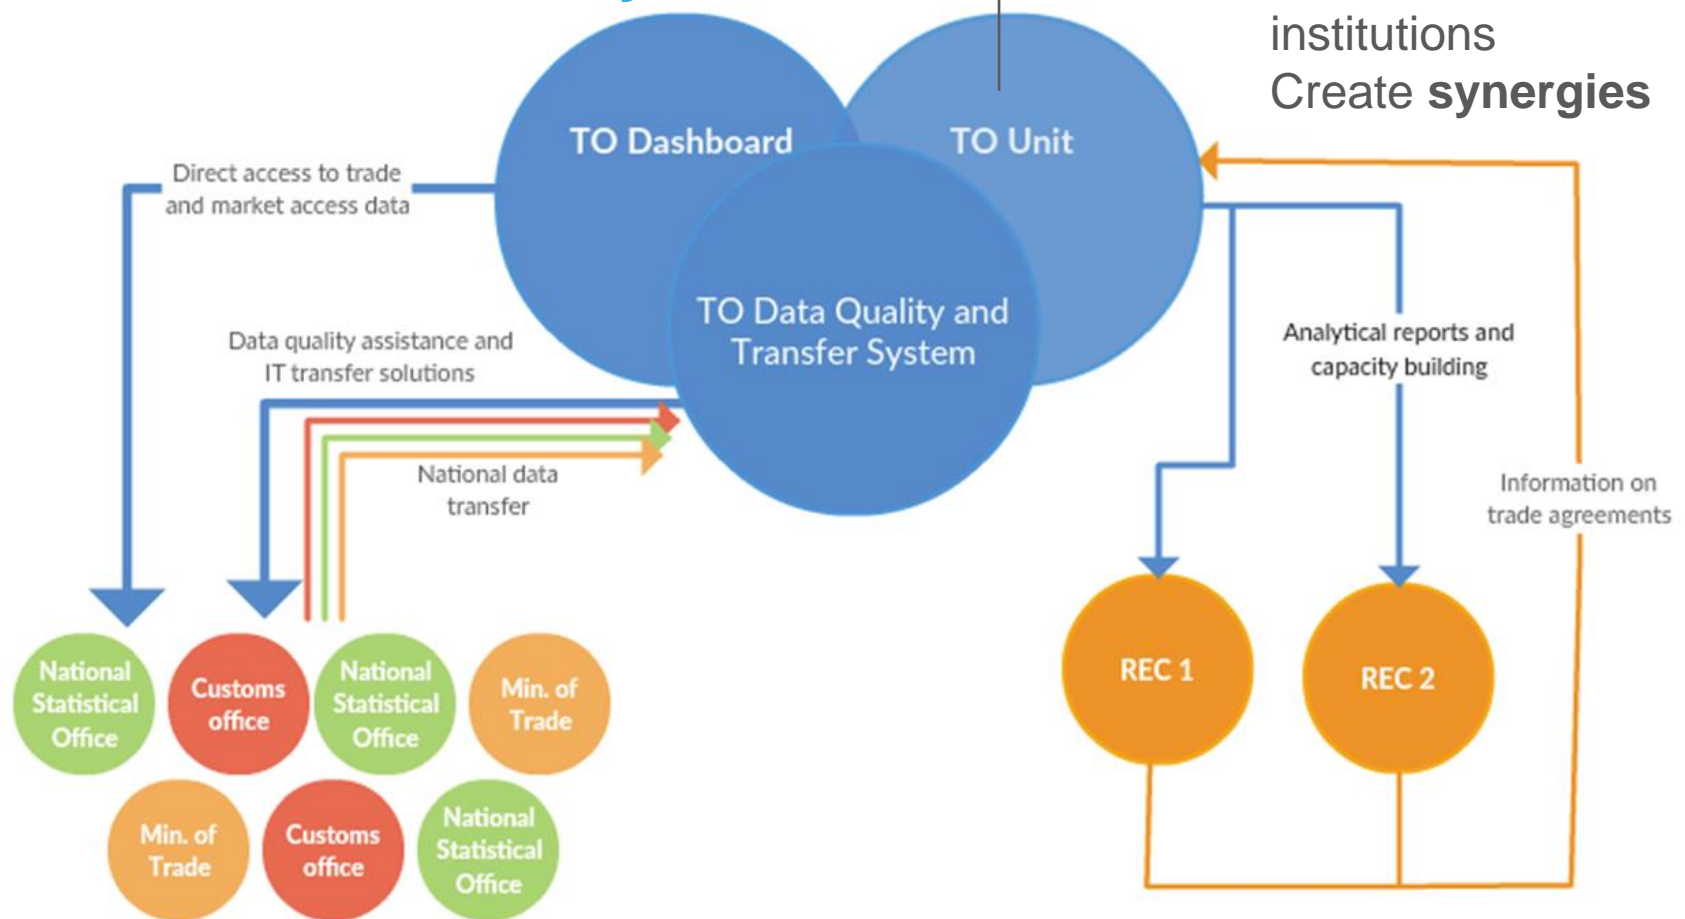 institutions
Create synergies
TO Dashboard
TO Unit
Direct access to trade
and market access data
TO Data Quality and
Transfer System
Data quality assistance and
IT transfer solutions
Analytical reports and
capacity building
National data
transfer
Information on
trade agreements
National
Statistical
Office
Customs
office
National
Statistical
Office
Min. of
Trade
REC 1
REC 2
Min. of
Trade
Customs
office
National
Statistical
Office